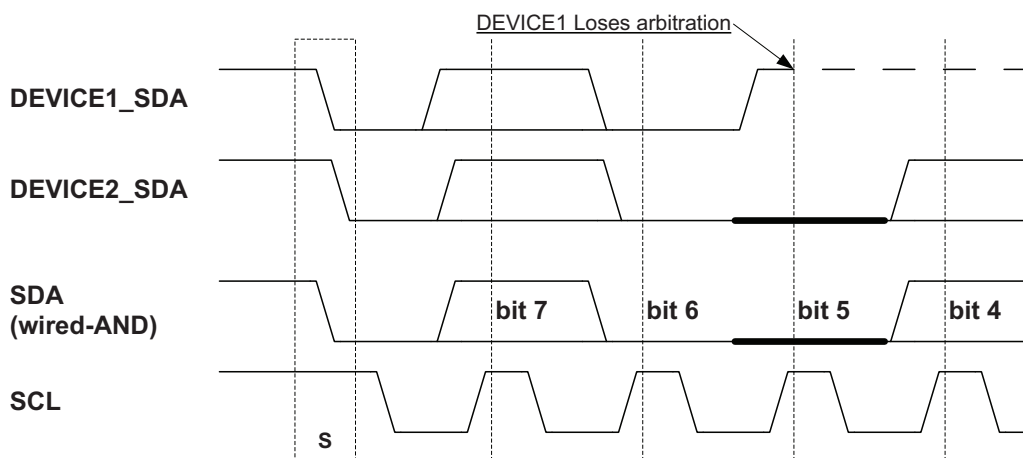 DEVICE1 Loses arbitration
DEVICE1_SDA
DEVICE2_SDA
SDA
(wired-AND)
bit 7 bit 6 bit 5 bit 4
SCL
S